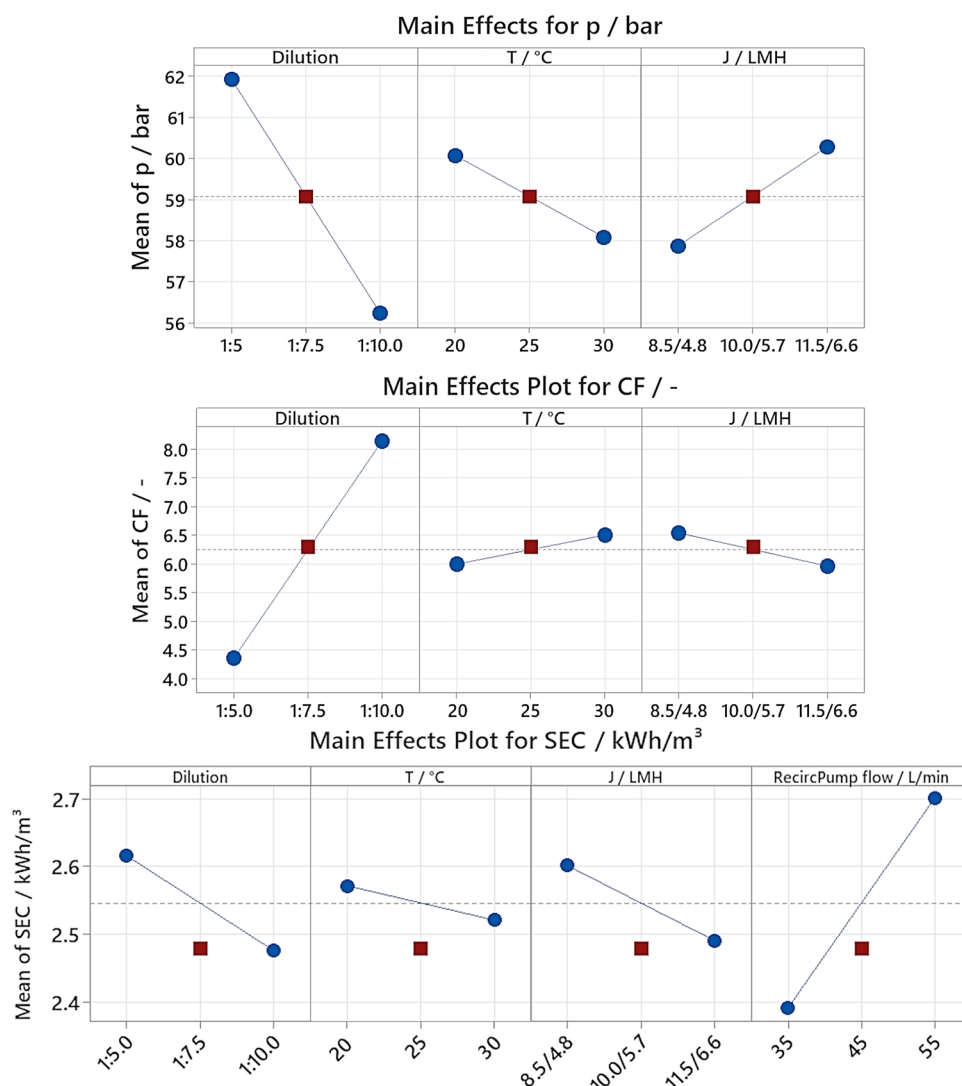 Main Effects for p / bar
Dilution T / °C J / LMH
Mean of p / bar
62
61
60
59
58
57
56
1:5 1:7.5 1:10.0 20 25 30 8.5/4.8 10.0/5.7 11.5/6.6
Main Effects Plot for CF / -
Dilution T / °C J / LMH
Mean of CF / -
8.0
7.5
7.0
6.5
6.0
5.5
5.0
4.5
4.0
1:5.0 1:7.5 1:10.0 20 25 30 8.5/4.8 10.0/5.7 11.5/6.6
Main Effects Plot for SEC / kWh/m³
Dilution T / °C J / LMH RecircPump flow / L/min
Mean of SEC / kWh/m³
2.7
2.6
2.5
2.4
1:5.0 1:7.5 1:10.0 20 25 30 8.5/4.8 10.0/5.7 11.5/6.6 35 45 55